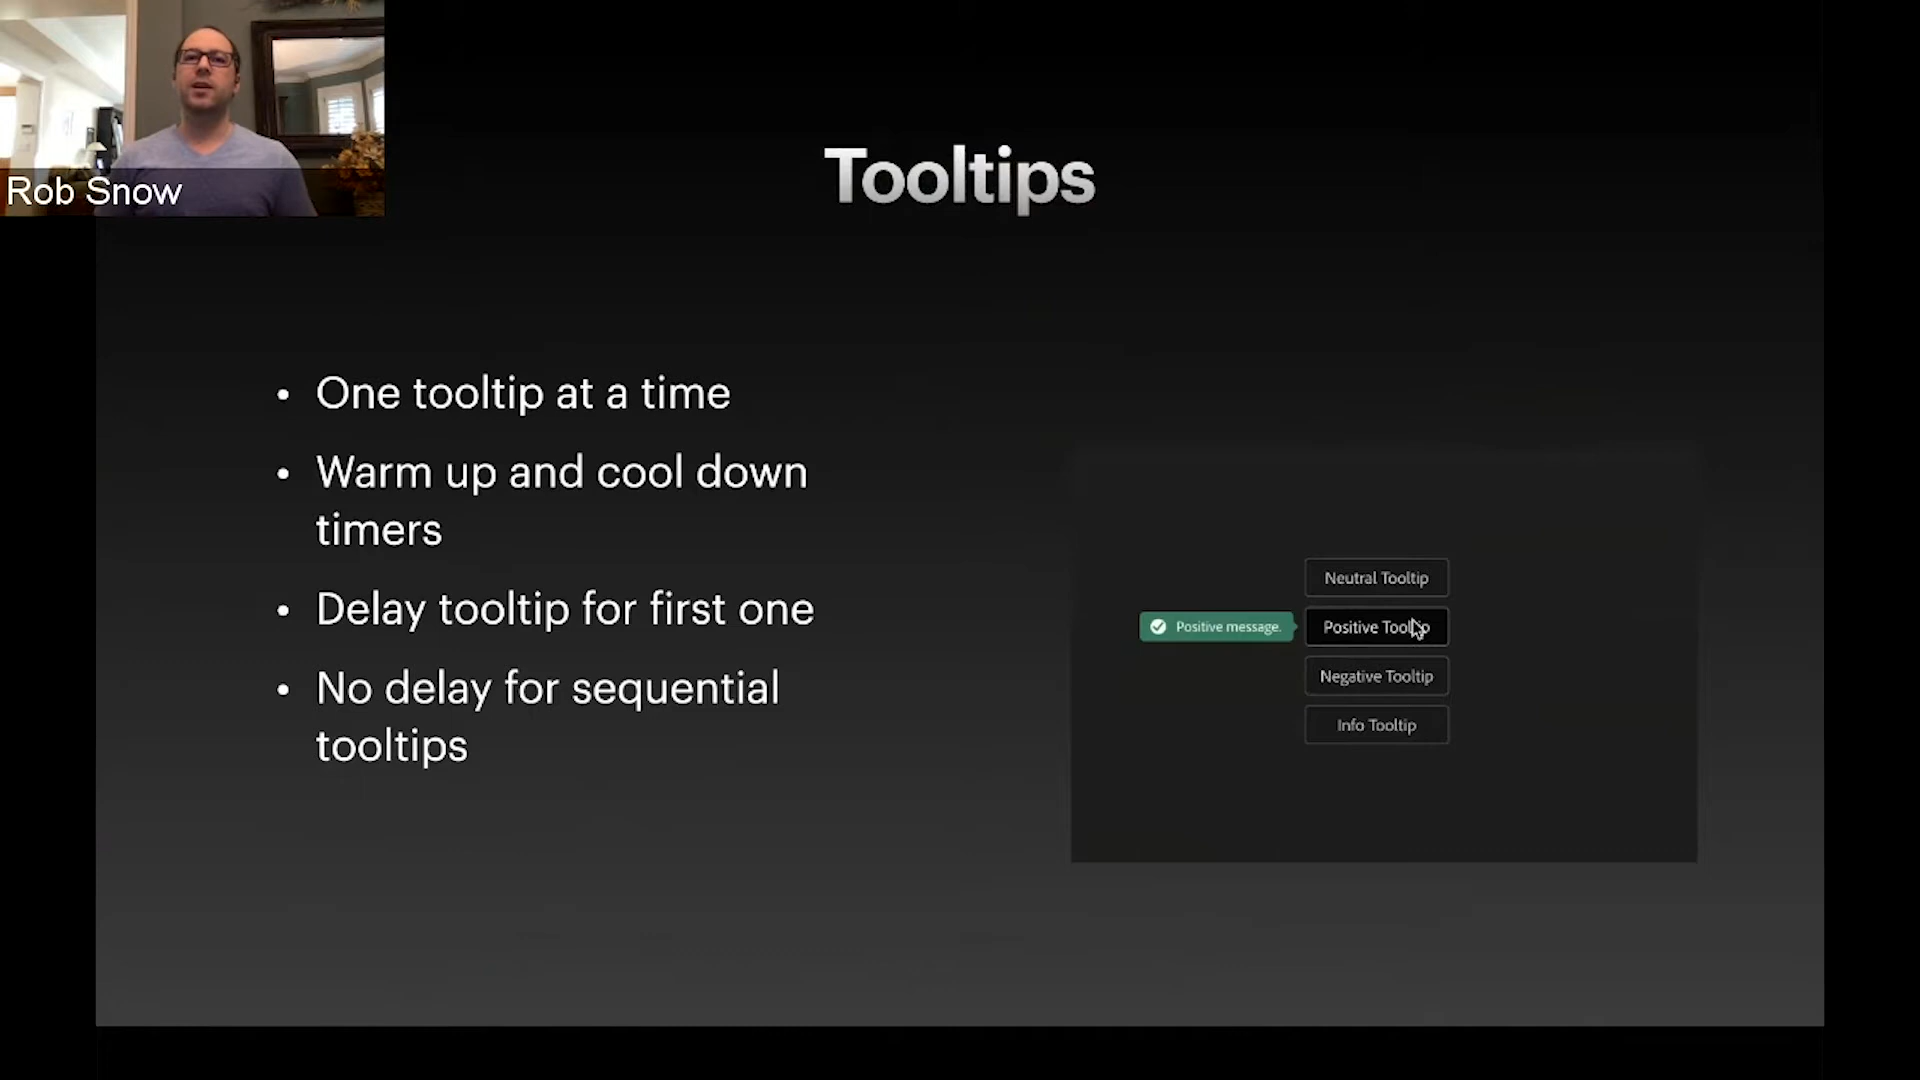 Rob Snow
Tooltips
• One tooltip at a time
• Warm up and cool down
timers
• Delay tooltip for first one
• No delay for sequential
tooltips
Neutral Tooltip
Positive message.
Positive Tooltip
Negative Tooltip
Info Tooltip